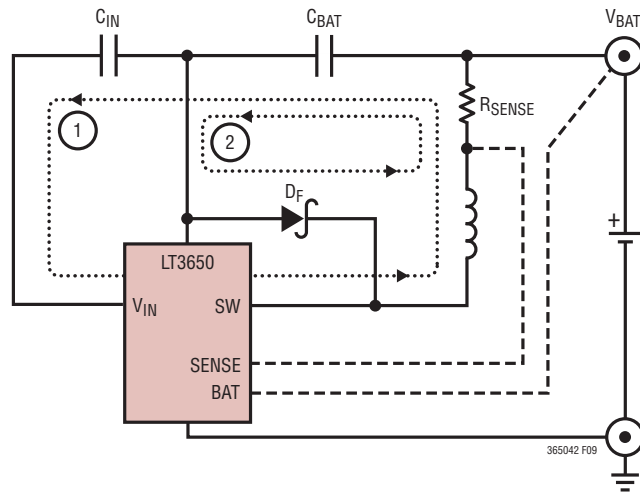 CIN
CBAT
VBAT
RSENSE
1
2
DF
+
LT3650
VIN
SW
SENSE
BAT
365042 F09